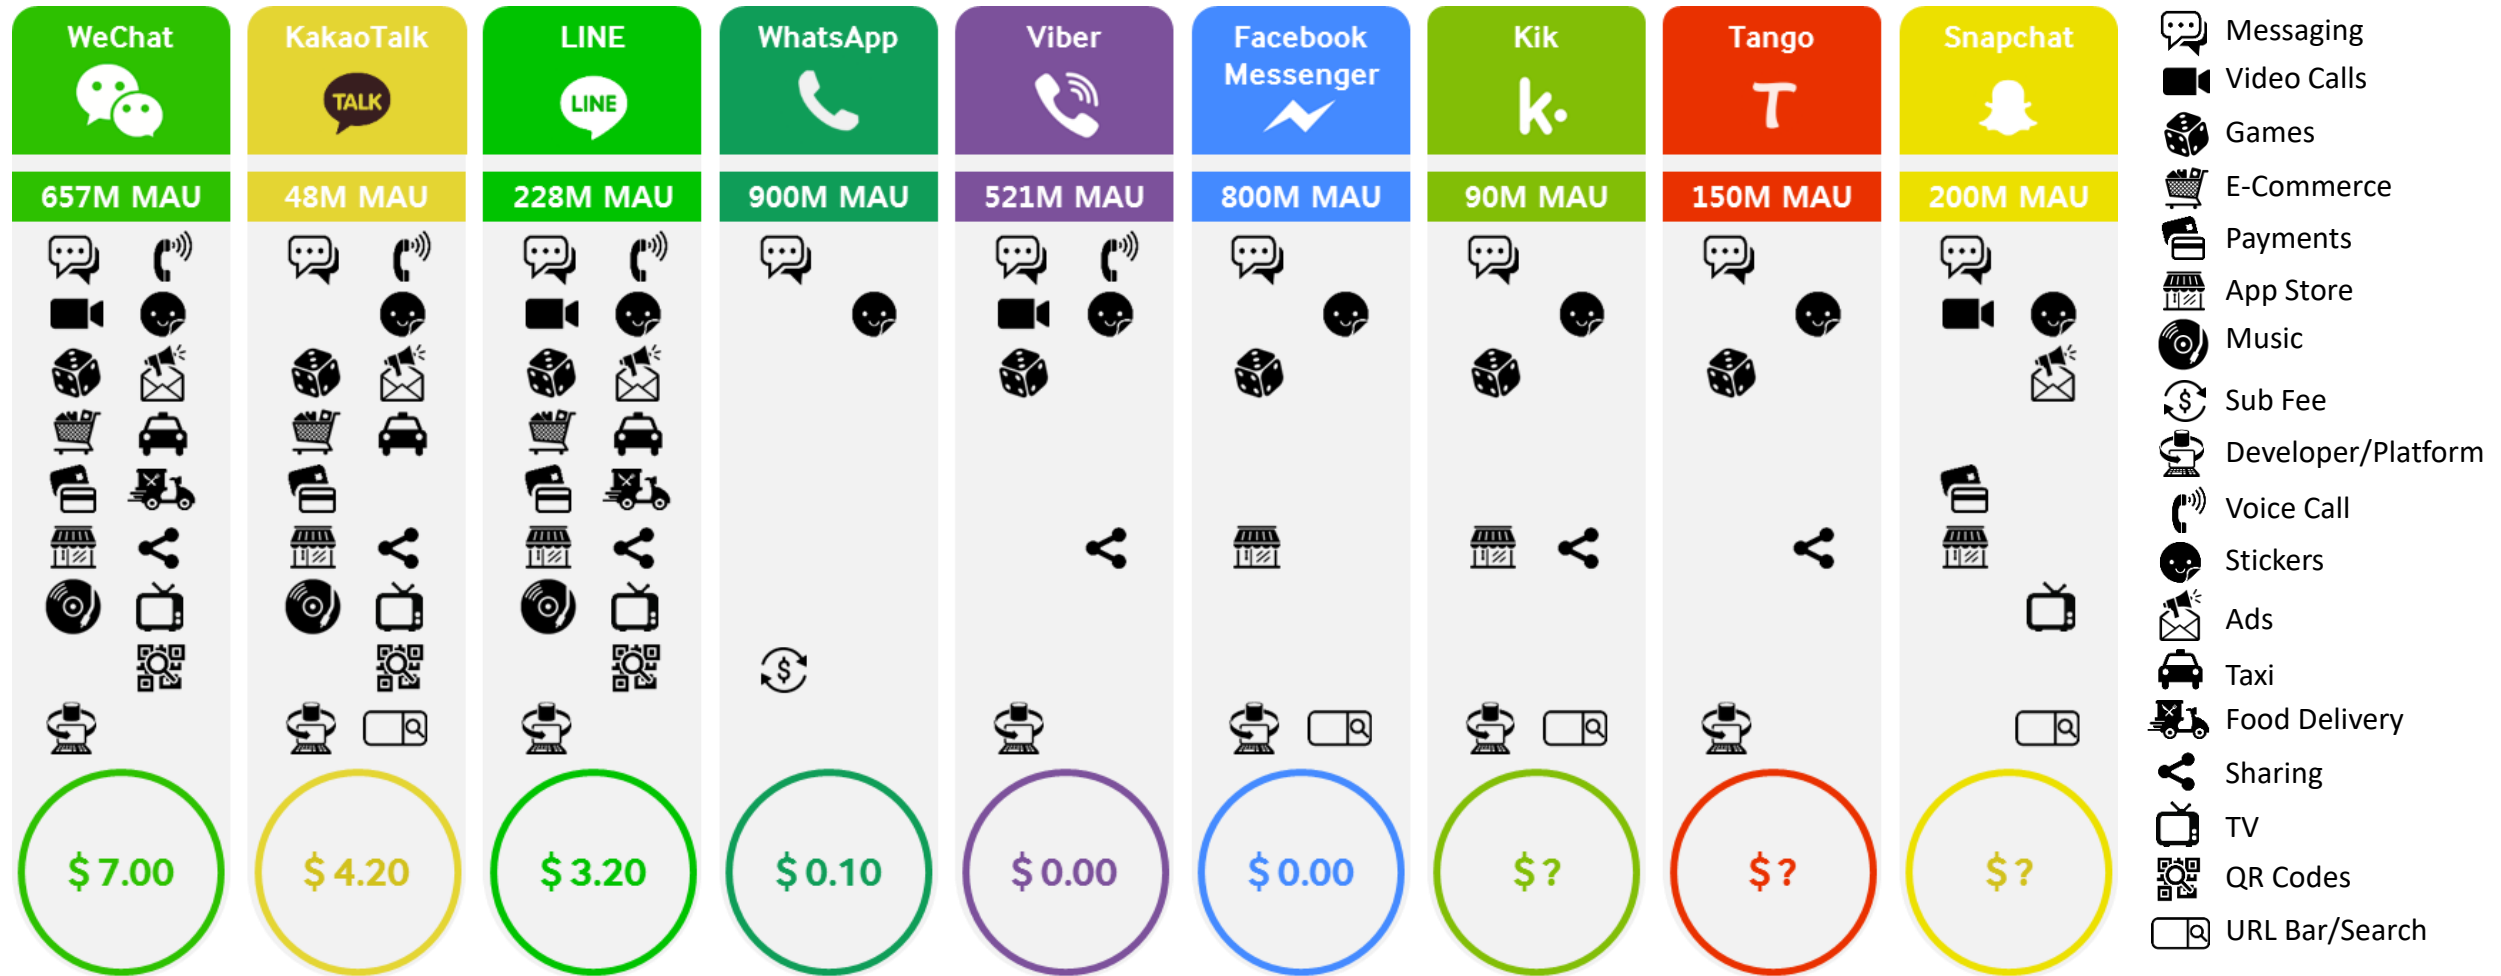 WeChat
657M MAU
$ 7.00
KakaoTalk
TALK
48M MAU
$ 4.20
LINE
LINE
228M MAU
$ 3.20
WhatsApp
900M MAU
$ 0.10
Viber
521M MAU
$ 0.00
Facebook
Messenger
800M MAU
$ 0.00
Kik
k.
90M MAU
$ ?
Tango
T
150M MAU
$ ?
Snapchat
200M MAU
$ ?
Messaging
Video Calls
Games
E-Commerce
Payments
App Store
Music
Sub Fee
Developer/Platform
Voice Call
Stickers
Ads
Taxi
Food Delivery
Sharing
TV
QR Codes
URL Bar/Search